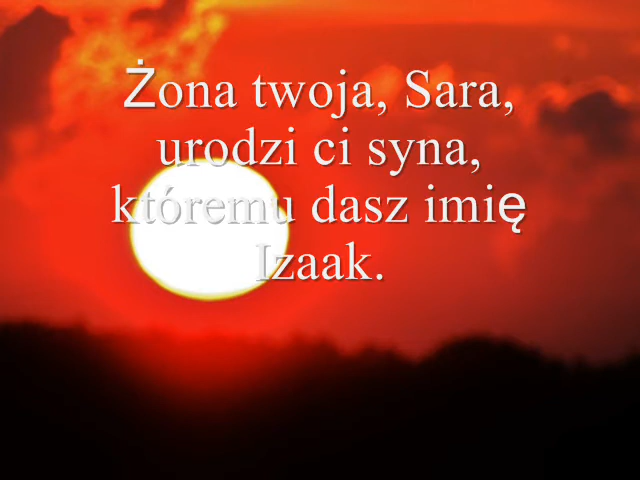 Żona twoja, Sara,
urodzi ci syna,
któremu dasz imię
Izaak.